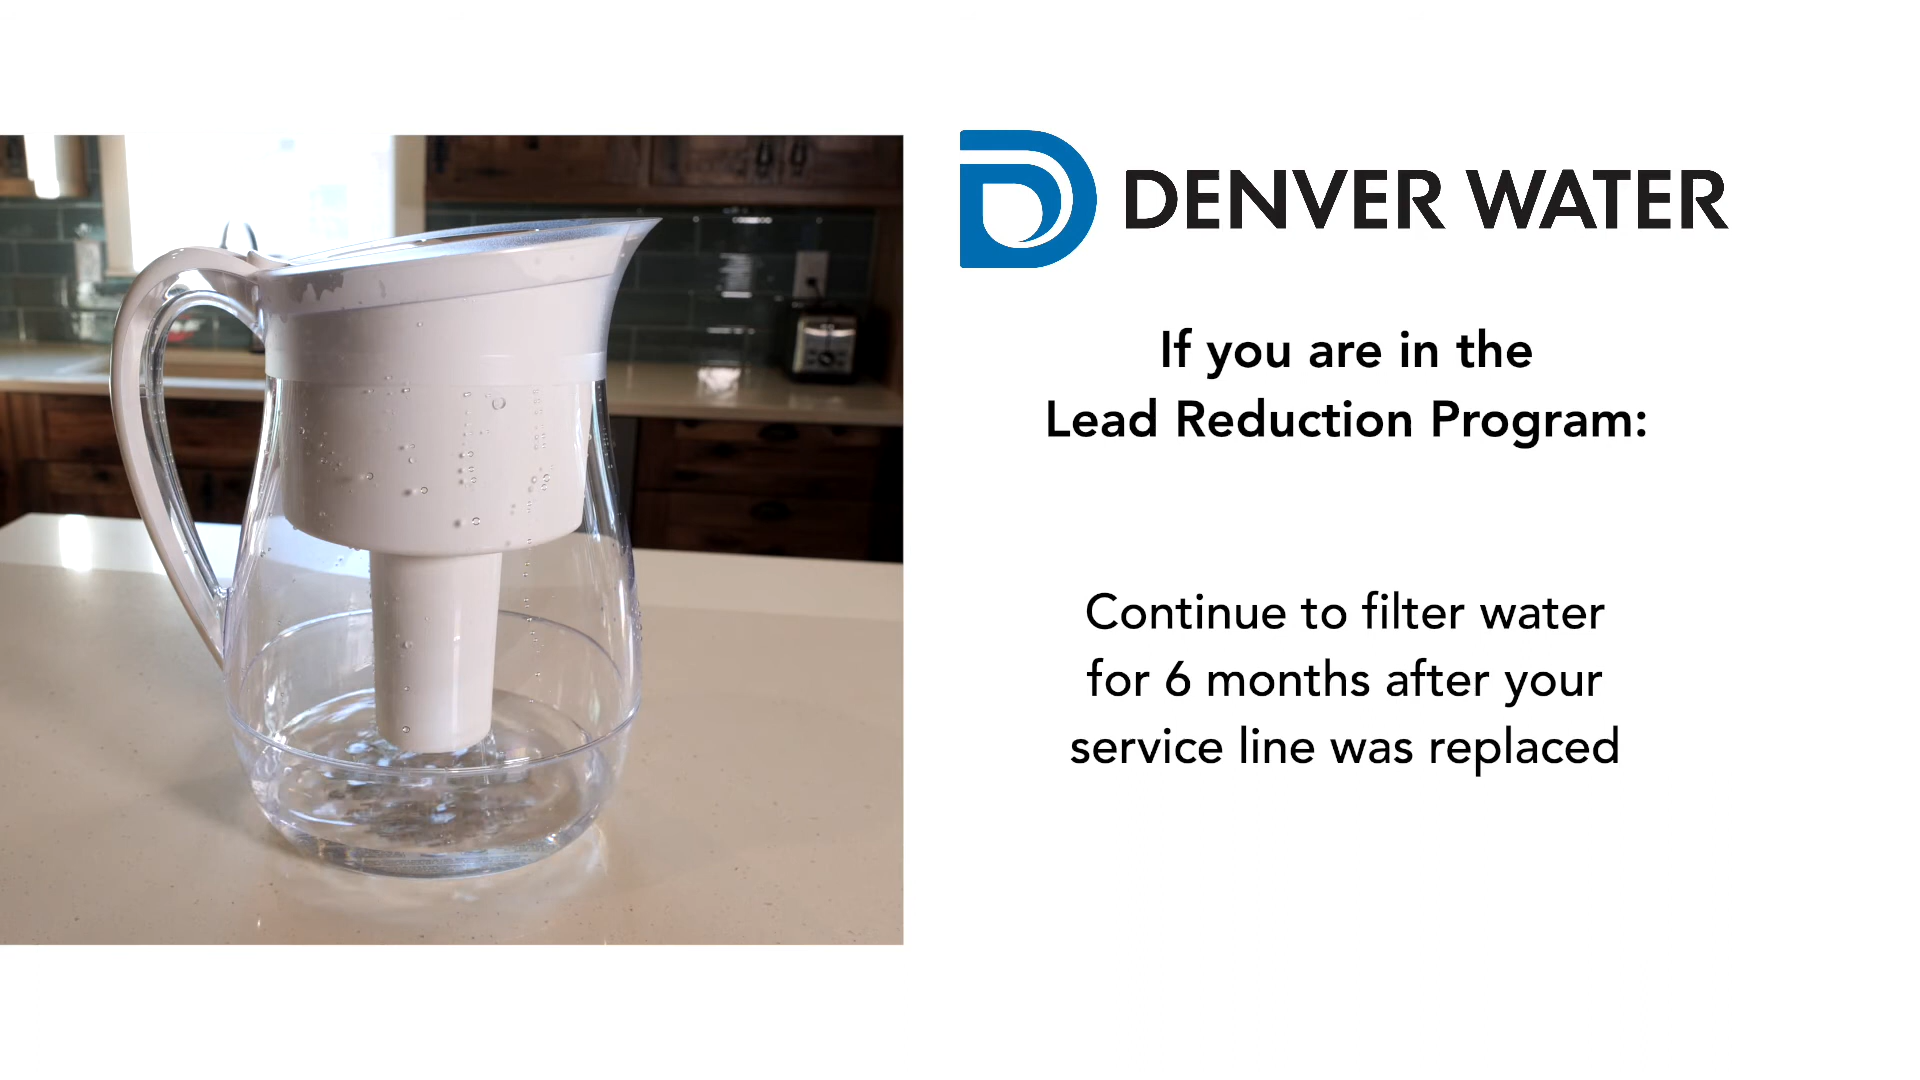 DENVER WATER
If you are in the
Lead Reduction Program:
Continue to filter water
for 6 months after your
service line was replaced